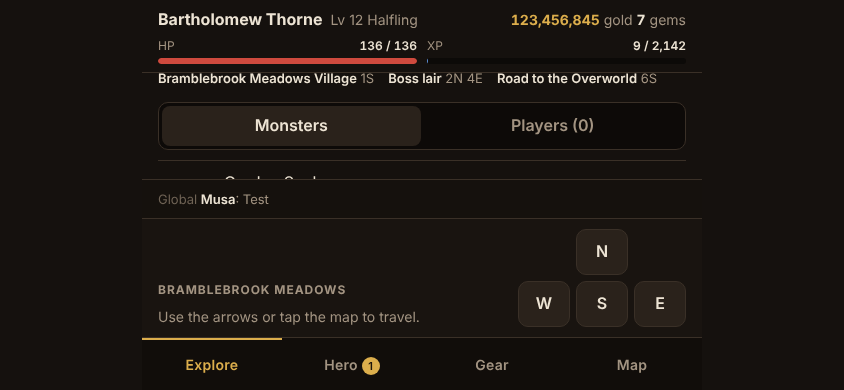 Bartholomew Thorne Lv 12 Halfling 123,456,845 gold 7 gems
HP 136 / 136 XP 9 / 2,142
Bramblebrook Meadows Village 1S Boss lair 2N 4E Road to the Overworld 6S
Monsters Players (0)
Global Musa: Test
N
BRAMBLEBROOK MEADOWS W S E
Use the arrows or tap the map to travel.
Explore Hero 1 Gear Map